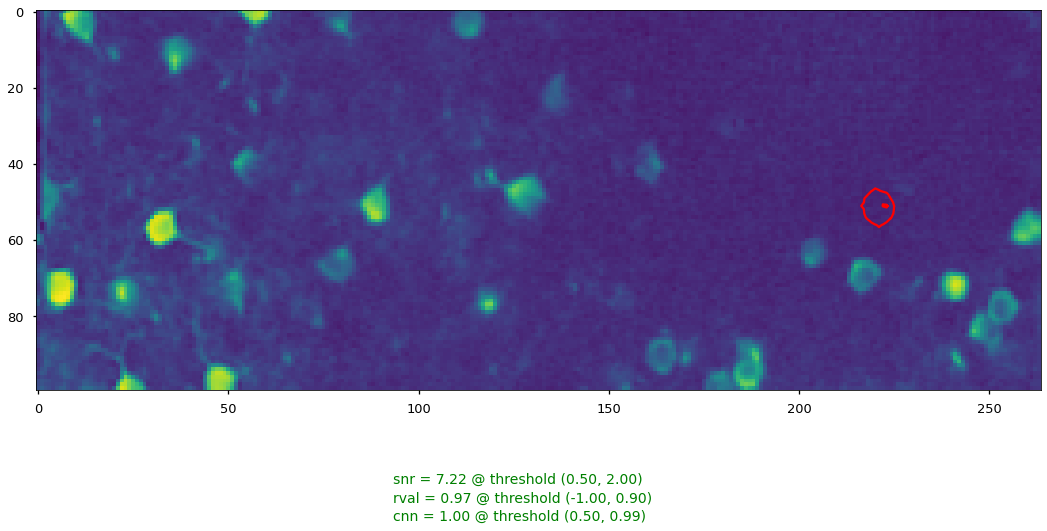 0
20
40
60
80
0 50 100 150 200 250
snr = 7.22 @ threshold (0.50, 2.00)
rval = 0.97 @ threshold (-1.00, 0.90)
cnn = 1.00 @ threshold (0.50, 0.99)